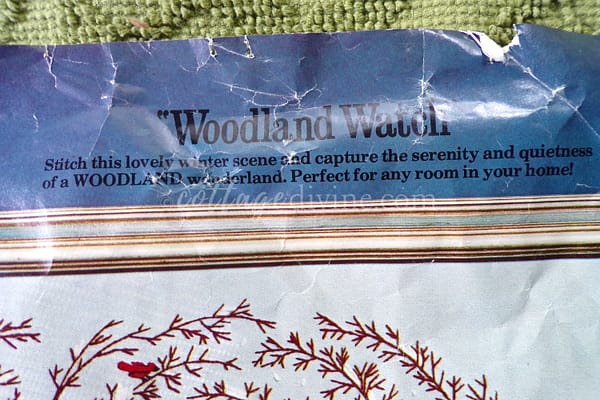 "Woodland Watch
Stitch this lovely winter scene and capture the serenity and quietness
of a WOODLAND wonderland. Perfect for any room in your home!
cottagedivine.com